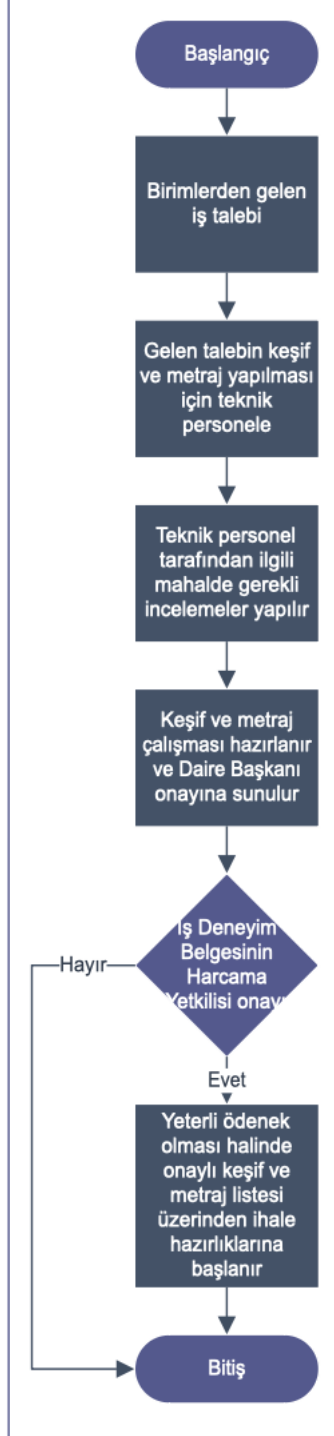 Başlangıç
Birimlerden gelen
iş talebi
Gelen talebin keşif
ve metraj yapılması
için teknik
personele
Teknik personel
tarafından ilgili
mahalde gerekli
incelemeler yapılır
Keşif ve metraj
çalışması hazırlanır
ve Daire Başkanı
onayına sunulur
İş Deneyim
Belgesinin
Harcama
Yetkilisi onayı
Hayır
Evet
Yeterli ödenek
olması halinde
onaylı keşif ve
metraj listesi
üzerinden ihale
hazırlıklarına
başlanır
Bitiş